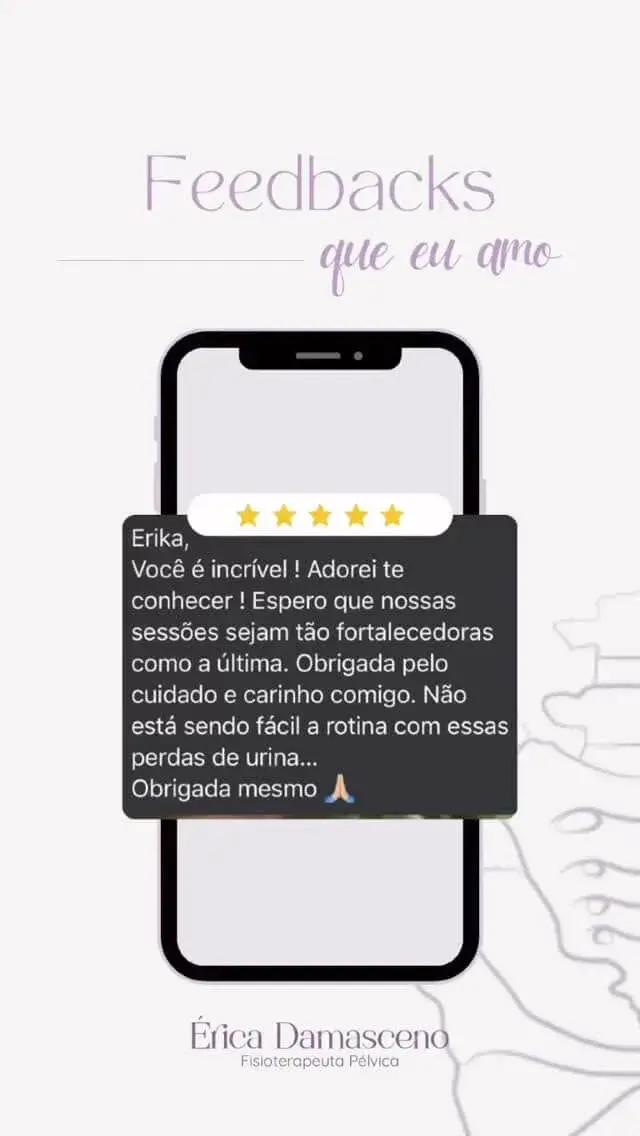 Feedbacks
que eu amo
Erika,
Você é incrível ! Adorei te
conhecer ! Espero que nossas
sessões sejam tão fortalecedoras
como a última. Obrigada pelo
cuidado e carinho comigo. Não
está sendo fácil a rotina com essas
perdas de urina...
Obrigada mesmo 🙏🏼
Érica Damasceno
Fisioterapeuta Pélvica